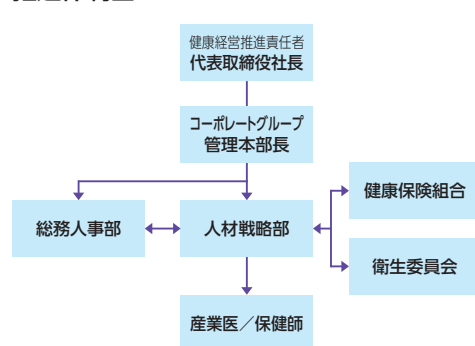 健康経営推進責任者
代表取締役社長
コーポレートグループ
管理本部長
総務人事部
人材戦略部
健康保険組合
衛生委員会
産業医／保健師